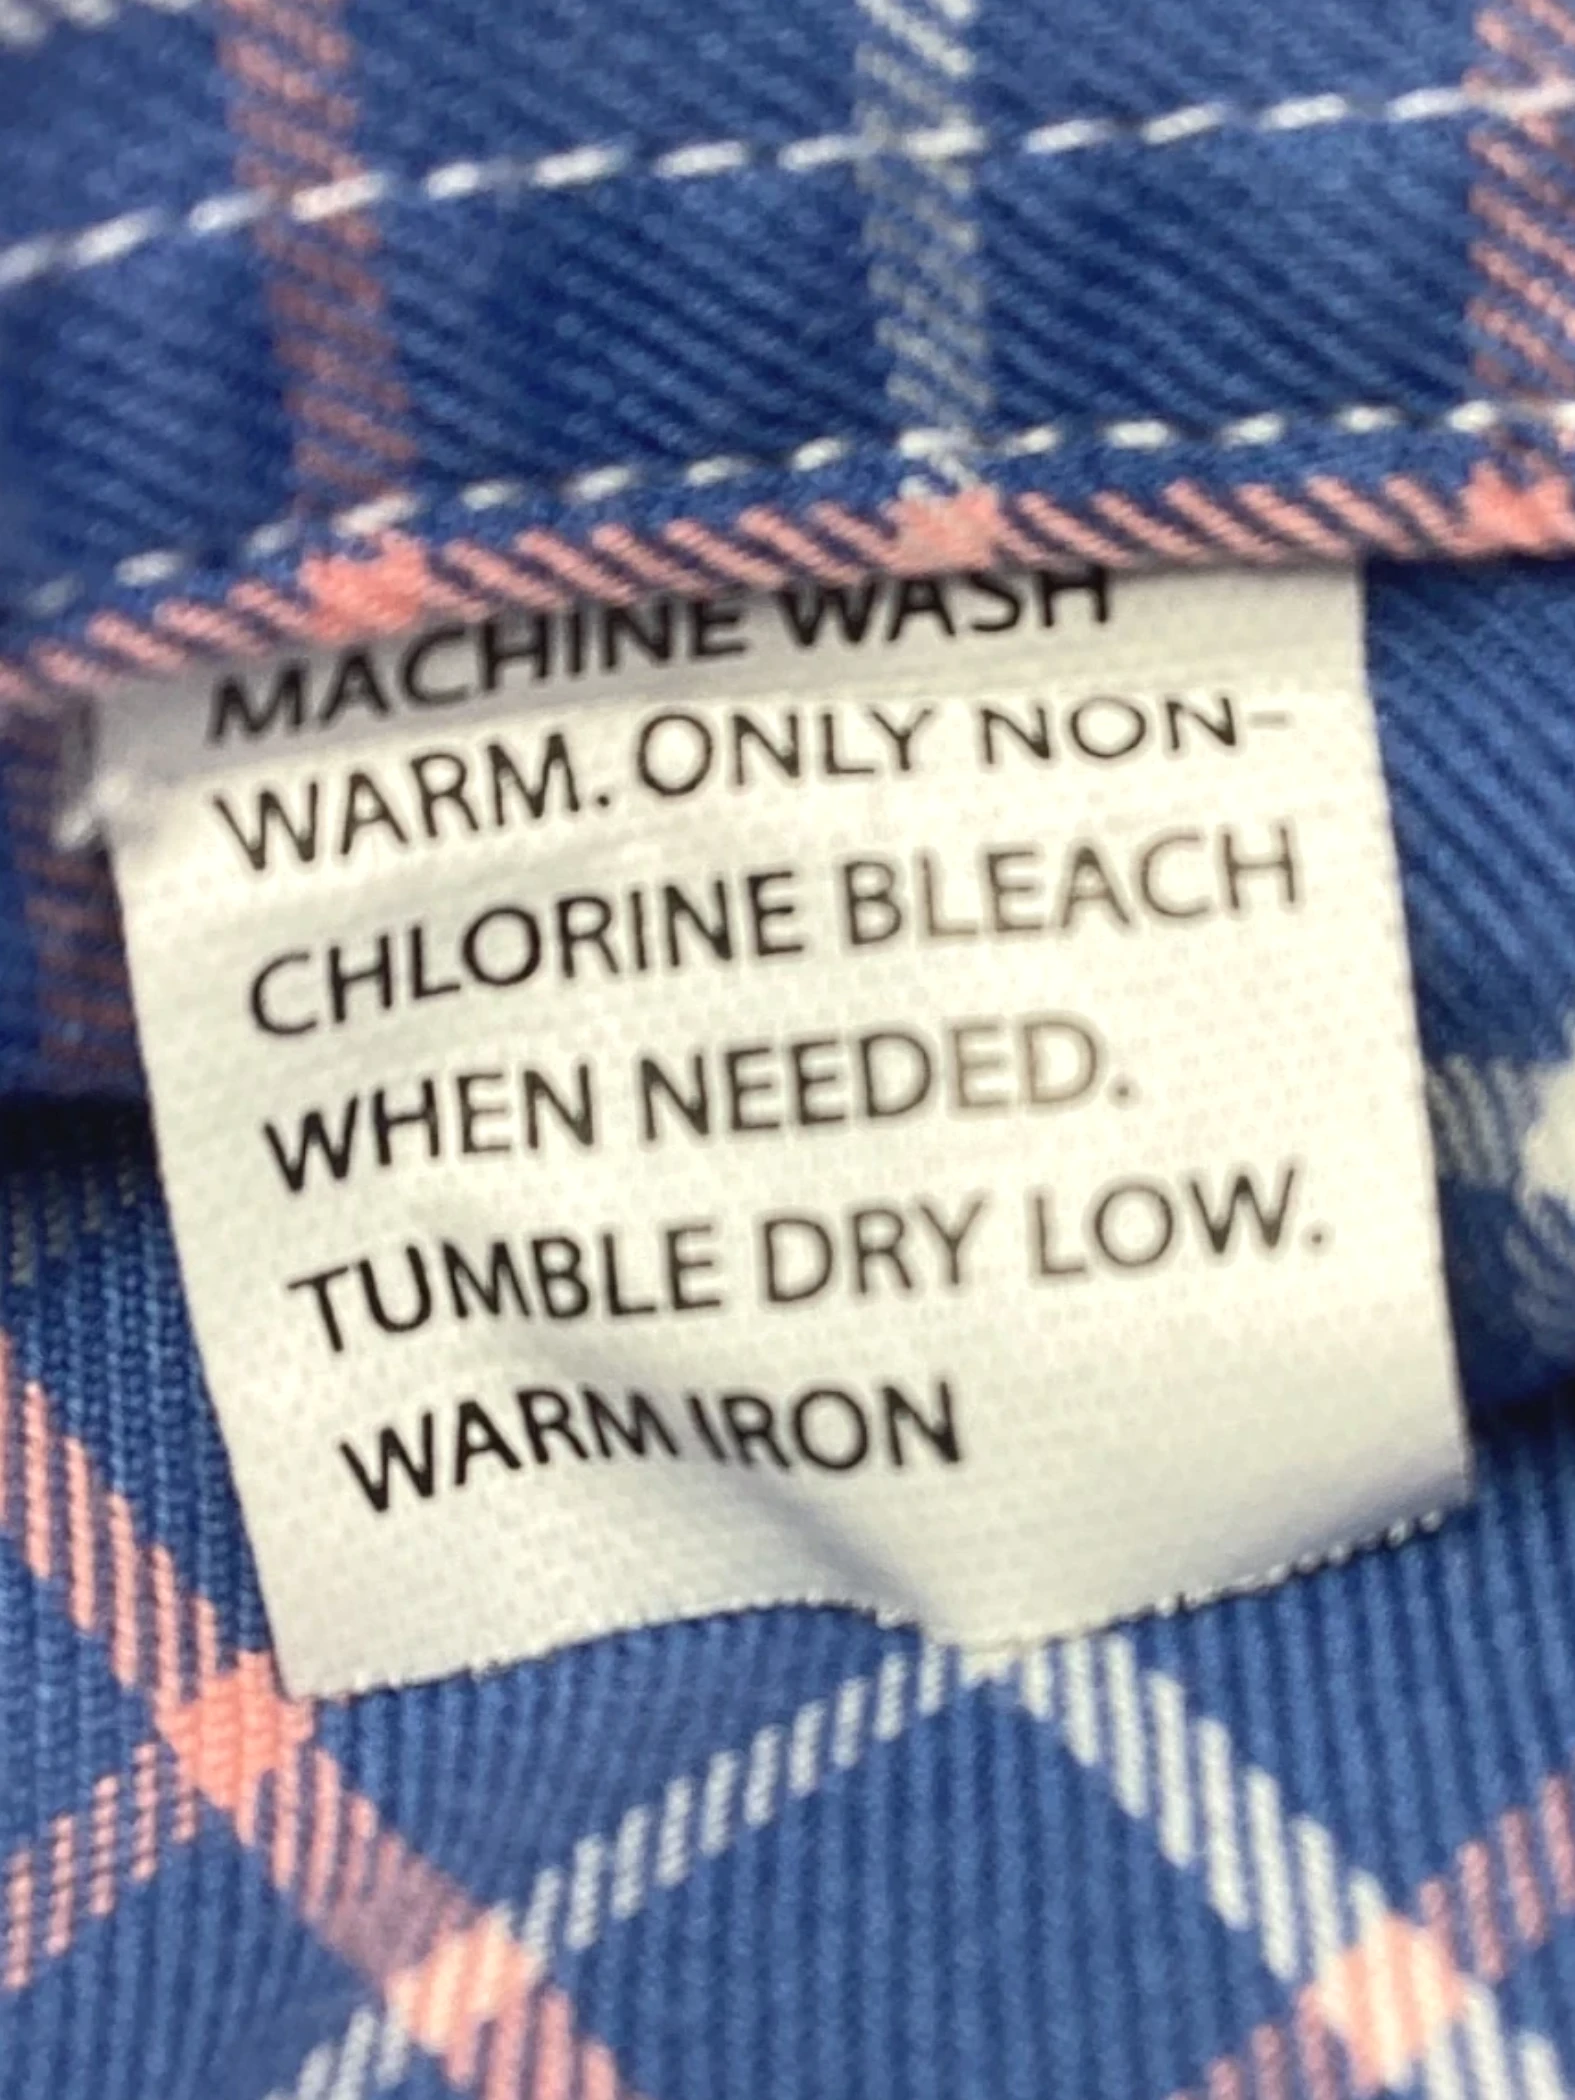 MACHINE WASH
WARM. ONLY NON-
CHLORINE BLEACH
WHEN NEEDED.
TUMBLE DRY LOW.
WARM IRON